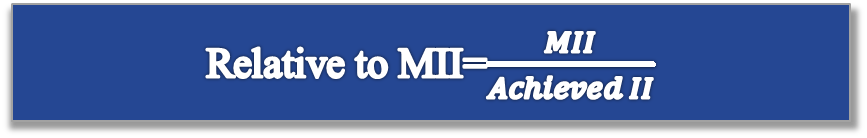 Relative to MII=
MII
Achieved II